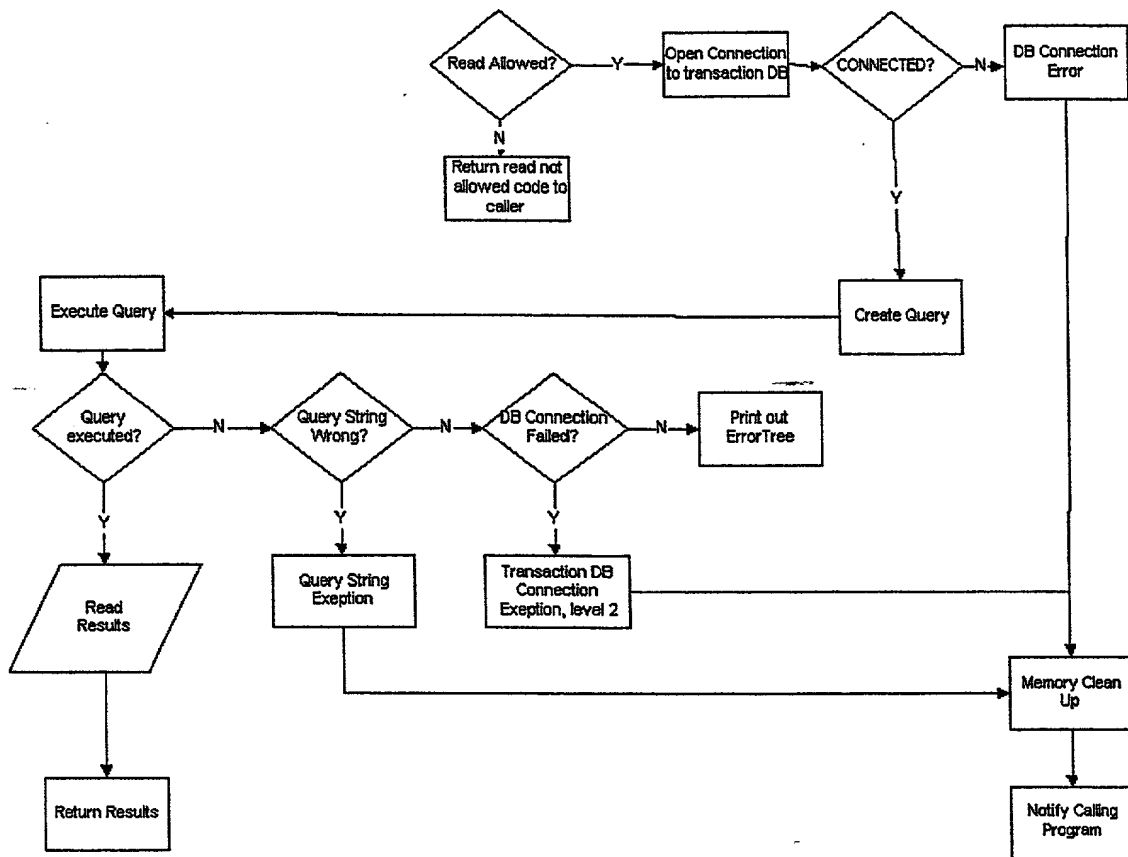 Read Allowed?
Y
Open Connection
to transaction DB
CONNECTED?
N
DB Connection
Error
N
Return read not
allowed code to
caller
Y
Execute Query
Create Query
Query
executed?
N
Query String
Wrong?
N
DB Connection
Failed?
N
Print out
ErrorTree
Y
Y
Y
Read
Results
Query String
Exeption
Transaction DB
Connection
Exeption, level 2
Memory Clean
Up
Return Results
Notify Calling
Program